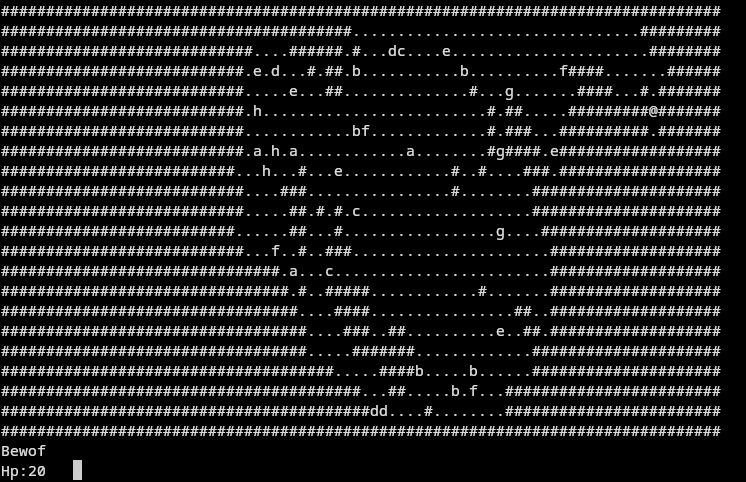 ################################################################################
#######################################................................#########
############################....######.#...dc....e......................########
###########################.e.d...#.##.b...........b..........f####.......######
###########################.....e...##..............#...g.......####...#.#######
###########################.h.........................#.##.....#########@#######
###########################............bf.............#.###...##########.#######
###########################.a.h.a............a........#g####.e##################
##########################...h...#...e............#..#....###.##################
###########################....###................#........#####################
###########################.....##.#.#.c...................#####################
##########################......##...#.................g....####################
###########################...f..#..###......................###################
###############################.a...c........................###################
################################.#..#####............#.......###################
#################################....####................##..###################
##################################....###..##..........e..##.###################
##################################.....#######.............#####################
#####################################.....####b.....b......#####################
########################################...##.....b.f...########################
#########################################dd....#........########################
################################################################################
Bewof
Hp:20